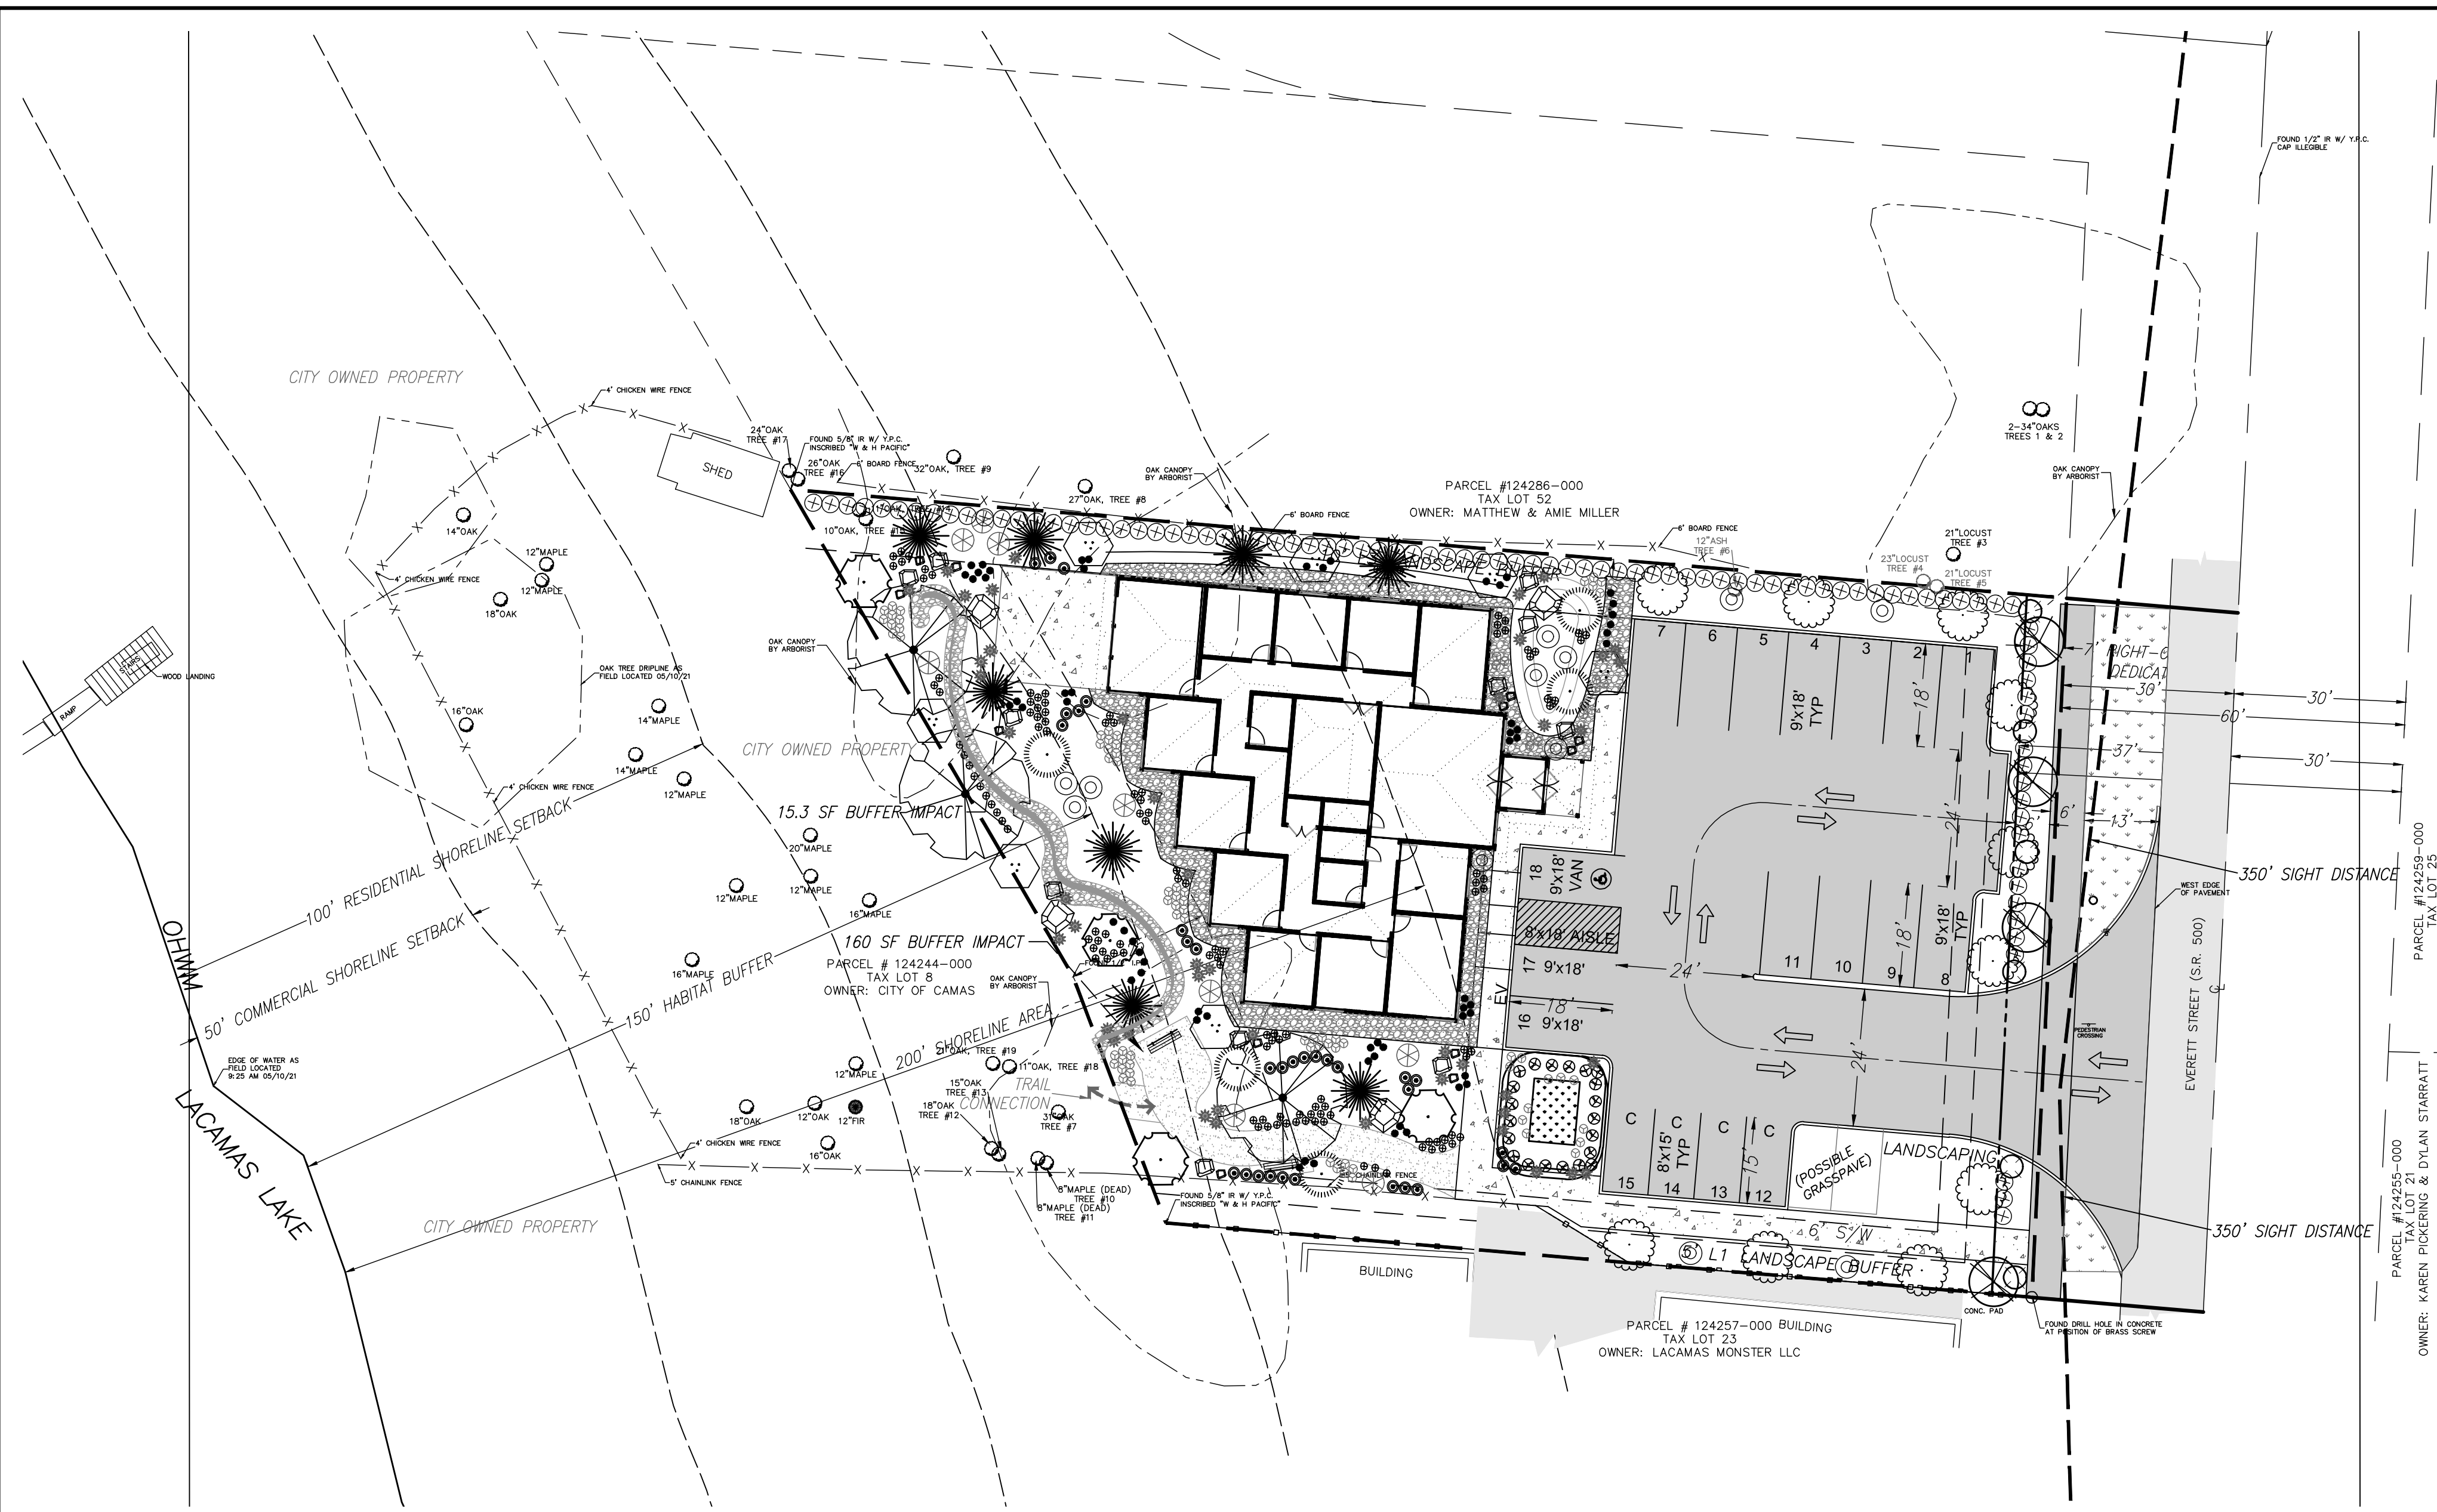 FOUND 1/2" IR W/ Y.P.C.
CAP ILLEGIBLE
CITY OWNED PROPERTY
4' CHICKEN WIRE FENCE
SHED
24"OAK
TREE #17
FOUND 5/8" IR W/ Y.P.C.
INSCRIBED "W & H PACIFIC"
26"OAK
TREE #16
6' BOARD FENCE
32"OAK, TREE #9
27"OAK, TREE #8
OAK CANOPY
BY ARBORIST
PARCEL #124286-000
TAX LOT 52
OWNER: MATTHEW & AMIE MILLER
6' BOARD FENCE
6' BOARD FENCE
12"ASH
TREE #6
2-34"OAKS
TREES 1 & 2
OAK CANOPY
BY ARBORIST
21"LOCUST
TREE #3
23"LOCUST
TREE #4
21"LOCUST
TREE #5
14"OAK
12"MAPLE
12"MAPLE
4' CHICKEN WIRE FENCE
18"OAK
10"OAK, TREE
LANDSCAPE
STAIRS
WOOD LANDING
RAMP
OAK TREE DRIPLINE AS
FIELD LOCATED 05/10/21
OAK CANOPY
BY ARBORIST
16"OAK
14"MAPLE
14"MAPLE
12"MAPLE
CITY OWNED PROPERTY
4' CHICKEN WIRE FENCE
15.3 SF BUFFER IMPACT
20"MAPLE
12"MAPLE
12"MAPLE
16"MAPLE
100' RESIDENTIAL SHORELINE SETBACK
50' COMMERCIAL SHORELINE SETBACK
150' HABITAT BUFFER
200' SHORELINE AREA
OHWM
LACAMAS LAKE
EDGE OF WATER AS
FIELD LOCATED
9:25 AM 05/10/21
16"MAPLE
160 SF BUFFER IMPACT
PARCEL # 124244-000
TAX LOT 8
OWNER: CITY OF CAMAS
OAK CANOPY
BY ARBORIST
21"OAK, TREE #19
11"OAK, TREE #18
12"MAPLE
15"OAK
TREE #13
18"OAK
TREE #12
TRAIL
CONNECTION
31"OAK
TREE #7
18"OAK
12"OAK
12"FIR
16"OAK
4' CHICKEN WIRE FENCE
5' CHAINLINK FENCE
8"MAPLE (DEAD)
TREE #10
8"MAPLE (DEAD)
TREE #11
FOUND 5/8" IR W/ Y.P.C.
INSCRIBED "W & H PACIFIC"
CHAINLINK FENCE
CITY OWNED PROPERTY
7
6
5
4
3
2
1
9'x18'
TYP
18'
24'
18
9'x18'
VAN
8'x18' AISLE
17
9'x18'
EV
18'
16
9'x18'
24'
11
10
9
8
18'
9'x18'
TYP
24'
C
C
C
C
8'x15'
TYP
15'
15
14
13
12
(POSSIBLE
GRASSPAVE)
LANDSCAPING
6' S/W
5' L1 LANDSCAPE BUFFER
BUILDING
BUILDING
PARCEL # 124257-000
TAX LOT 23
OWNER: LACAMAS MONSTER LLC
CONC. PAD
FOUND DRILL HOLE IN CONCRETE
AT POSITION OF BRASS SCREW
7' RIGHT-O
DEDICAT
30'
30'
60'
37'
30'
6'
13'
350' SIGHT DISTANCE
WEST EDGE
OF PAVEMENT
PEDESTRIAN
CROSSING
EVERETT STREET (S.R. 500)
350' SIGHT DISTANCE
PARCEL #124259-000
TAX LOT 25
PARCEL #124255-000
TAX LOT 21
OWNER: KAREN PICKERING & DYLAN STARRATT